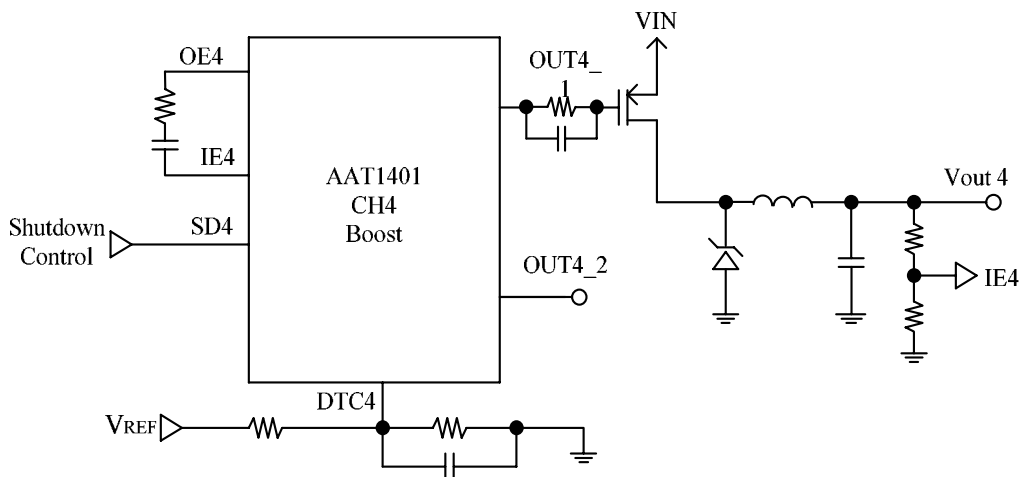 VIN
OE4
OUT4_
1
IE4
AAT1401
CH4
Boost
Vout 4
Shutdown
Control
SD4
OUT4_2
IE4
DTC4
VREF